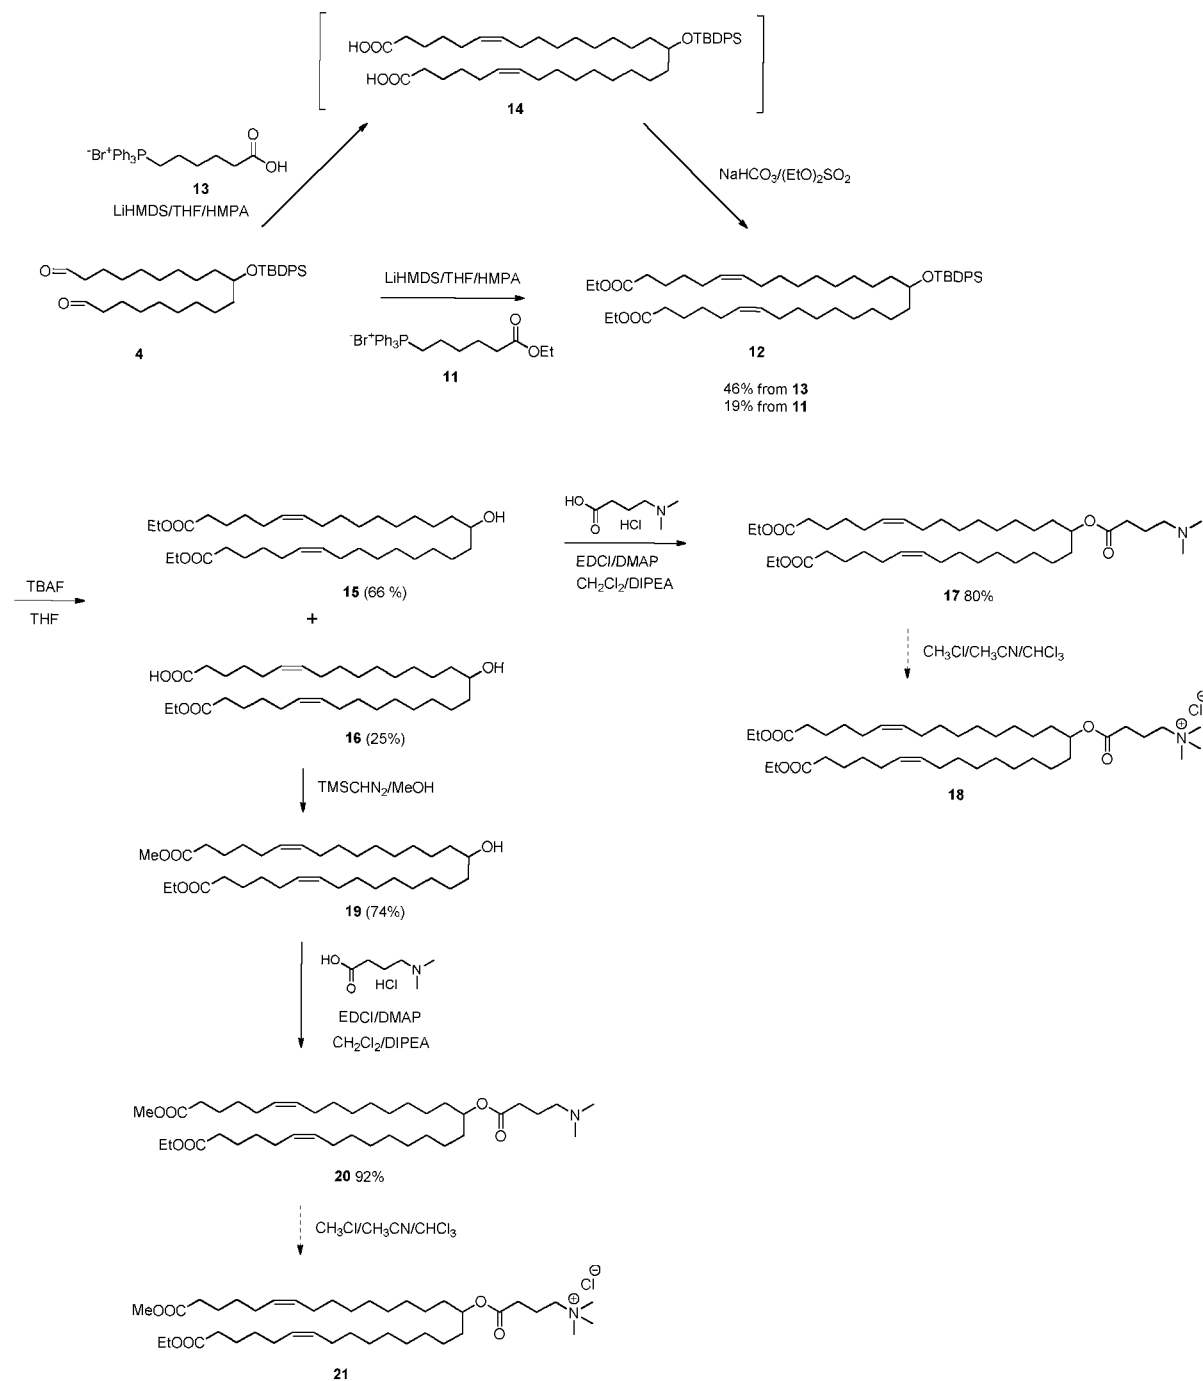 HOOC
OTBDPS
HOOC
14
-Br+Ph3P
O
OH
13
LiHMDS/THF/HMPA
NaHCO3/(EtO)2SO2
O
OTBDPS
O
4
LiHMDS/THF/HMPA
-Br+Ph3P
O
OEt
11
EtOOC
OTBDPS
EtOOC
12
46% from 13
19% from 11
TBAF
THF
EtOOC
OH
EtOOC
15 (66 %)
+
HOOC
OH
EtOOC
16 (25%)
HO
O
N
HCl
EDCI/DMAP
CH2Cl2/DIPEA
EtOOC
O
N
EtOOC
O
17 80%
CH3Cl/CH3CN/CHCl3
Cl⊖
EtOOC
O
N⊕
EtOOC
O
18
TMSCHN2/MeOH
MeOOC
OH
EtOOC
19 (74%)
HO
O
N
HCl
EDCI/DMAP
CH2Cl2/DIPEA
MeOOC
O
N
EtOOC
O
20 92%
CH3Cl/CH3CN/CHCl3
Cl⊖
MeOOC
O
N⊕
EtOOC
O
21